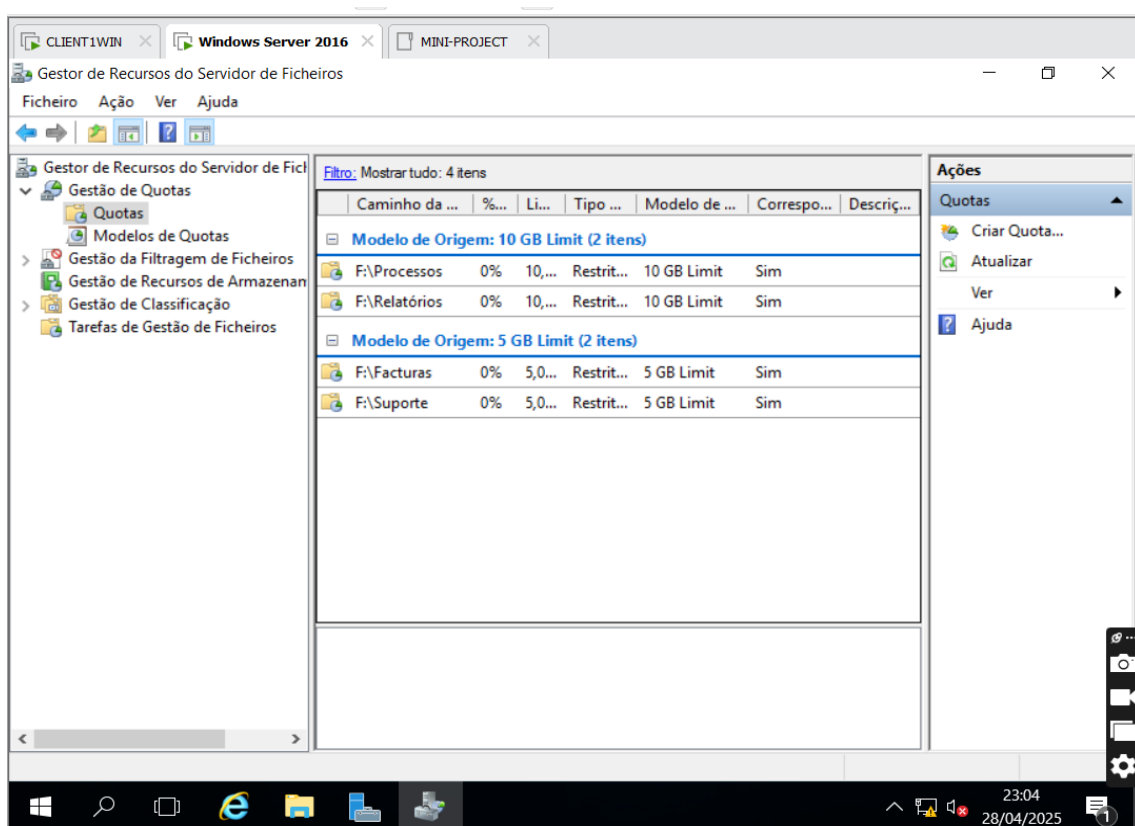 CLIENT1WIN
Windows Server 2016
MINI-PROJECT
Gestor de Recursos do Servidor de Ficheiros
Ficheiro Ação Ver Ajuda
Gestor de Recursos do Servidor de Fich
Gestão de Quotas
Quotas
Modelos de Quotas
Gestão da Filtragem de Ficheiros
Gestão de Recursos de Armazenam
Gestão de Classificação
Tarefas de Gestão de Ficheiros
Filtro: Mostrar tudo: 4 itens
Caminho da ... %... Li... Tipo ... Modelo de ... Correspo... Descriç...
Modelo de Origem: 10 GB Limit (2 itens)
F:\Processos 0% 10,... Restrit... 10 GB Limit Sim
F:\Relatórios 0% 10,... Restrit... 10 GB Limit Sim
Modelo de Origem: 5 GB Limit (2 itens)
F:\Facturas 0% 5,0... Restrit... 5 GB Limit Sim
F:\Suporte 0% 5,0... Restrit... 5 GB Limit Sim
Ações
Quotas
Criar Quota...
Atualizar
Ver
Ajuda
23:04
28/04/2025
1